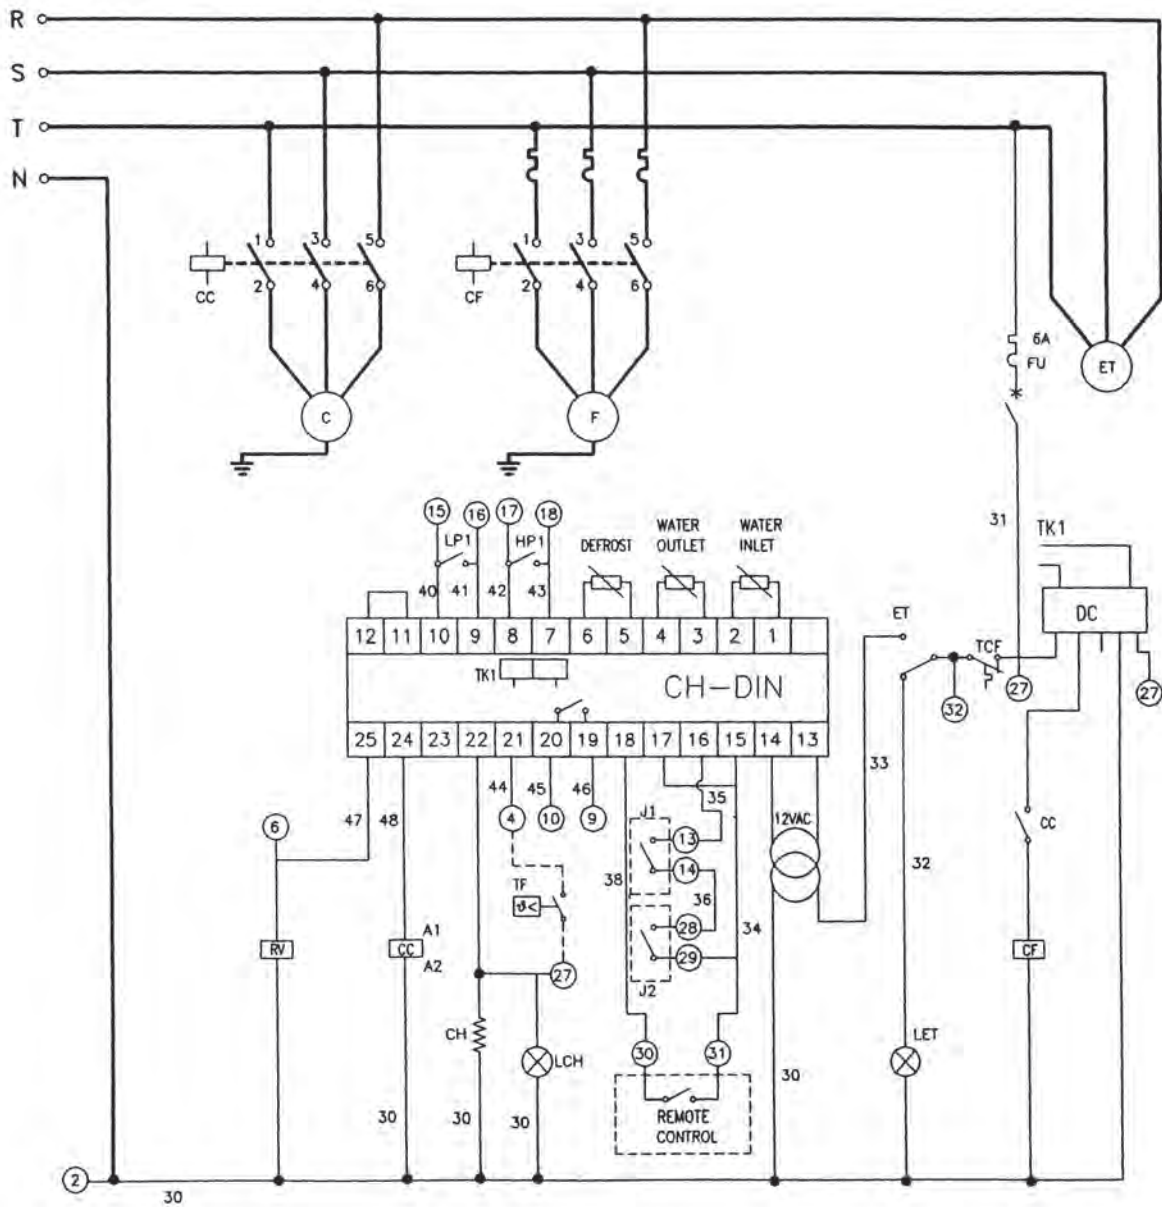 R
S
T
N
1 3 5
2 4 6
CC
1 3 5
2 4 6
CF
6A
FU
ET
C
F
15 16 17 18
LP1 HP1
40 41 42 43
DEFROST
WATER
OUTLET
WATER
INLET
31
TK1
DC
12 11 10 9 8 7 6 5 4 3 2 1
TK1
CH-DIN
ET
TCF
32
27
27
25 24 23 22 21 20 19 18 17 16 15 14 13
47 48
44 45 46
35
33
6
4 10 9
J1
13
14
12VAC
CC
TF
ϑ<
38
36
32
28
29
34
J2
RV
CC
A1
A2
27
CF
CH
LCH
30 31
LET
REMOTE
CONTROL
30
30
30
30
2
30